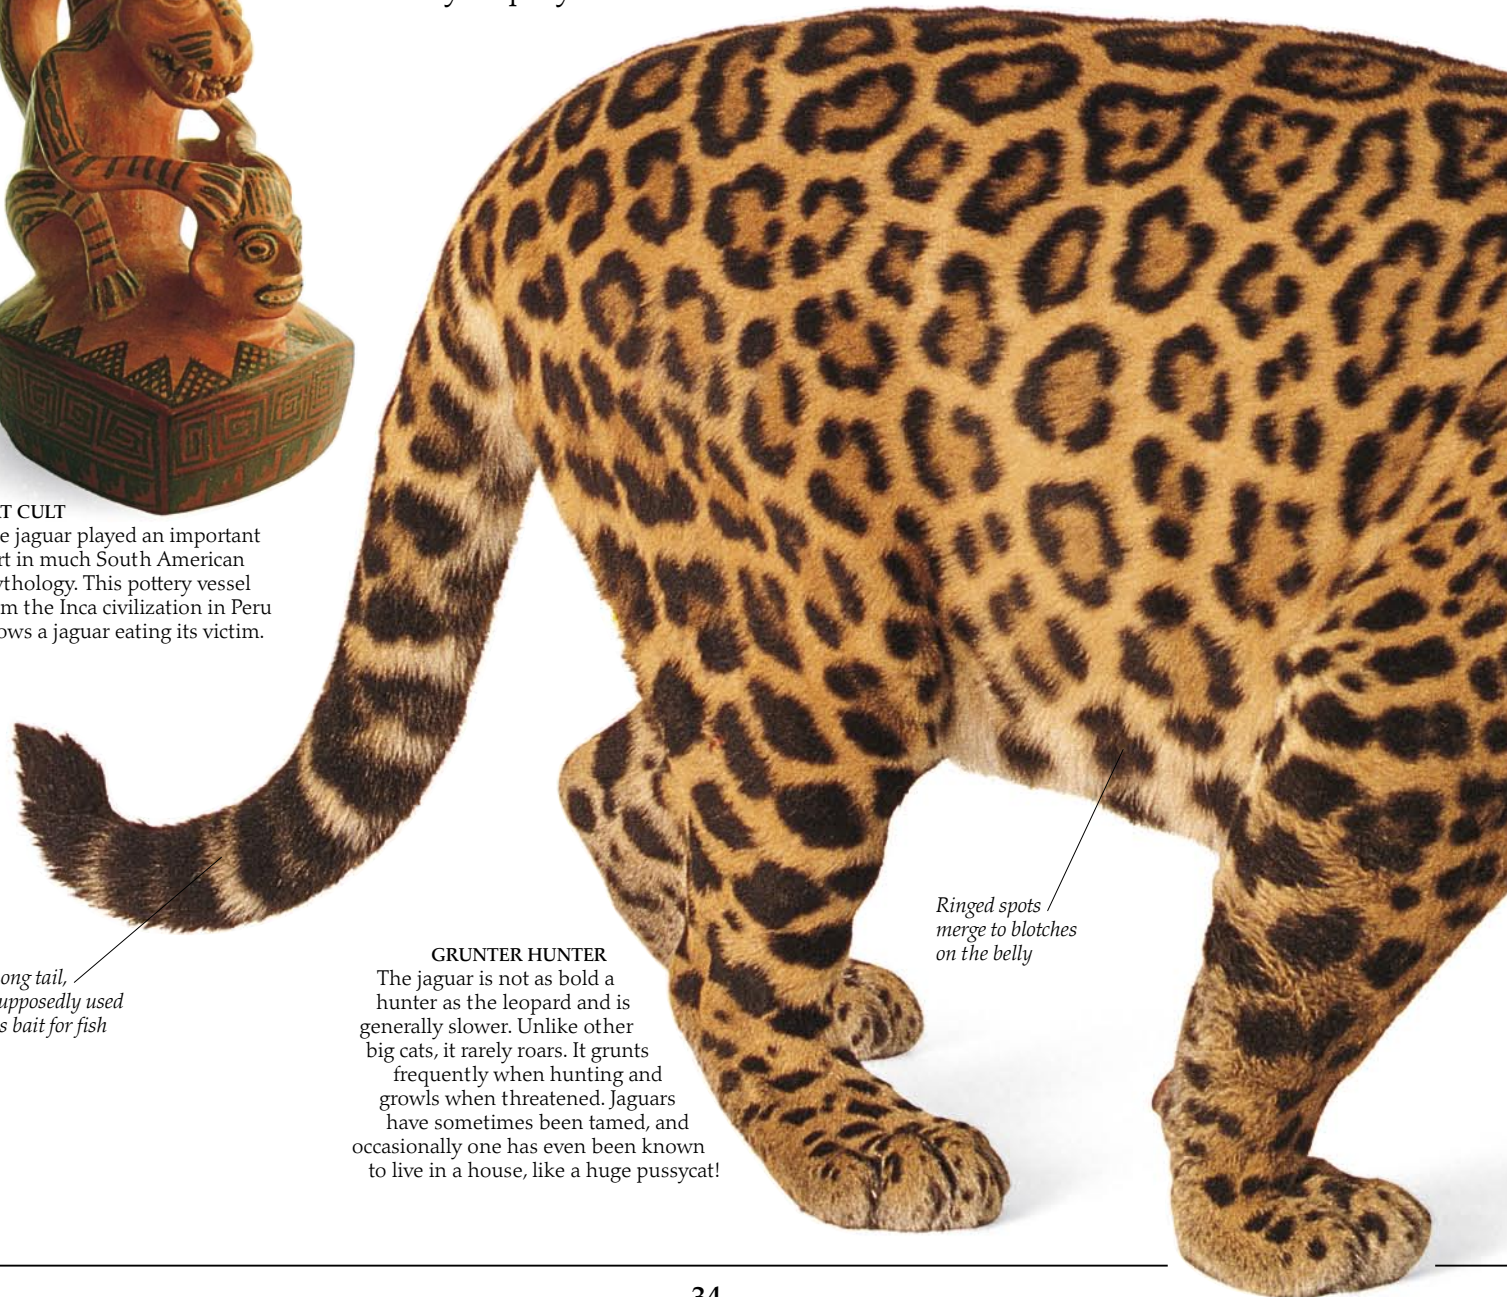 AT CULT
e jaguar played an important
rt in much South American
ythology. This pottery vessel
m the Inca civilization in Peru
ows a jaguar eating its victim.
ong tail,
upposedly used
s bait for fish
GRUNTER HUNTER
The jaguar is not as bold a
hunter as the leopard and is
generally slower. Unlike other
big cats, it rarely roars. It grunts
frequently when hunting and
growls when threatened. Jaguars
have sometimes been tamed, and
occasionally one has even been known
to live in a house, like a huge pussycat!
Ringed spots
merge to blotches
on the belly
34